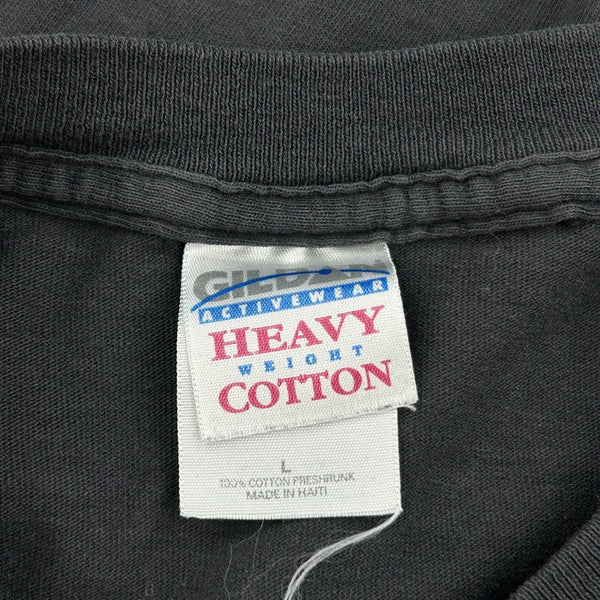 GILDAN
ACTIVEWEAR
HEAVY
WEIGHT
COTTON
L
100% COTTON PRESHRUNK
MADE IN HAITI